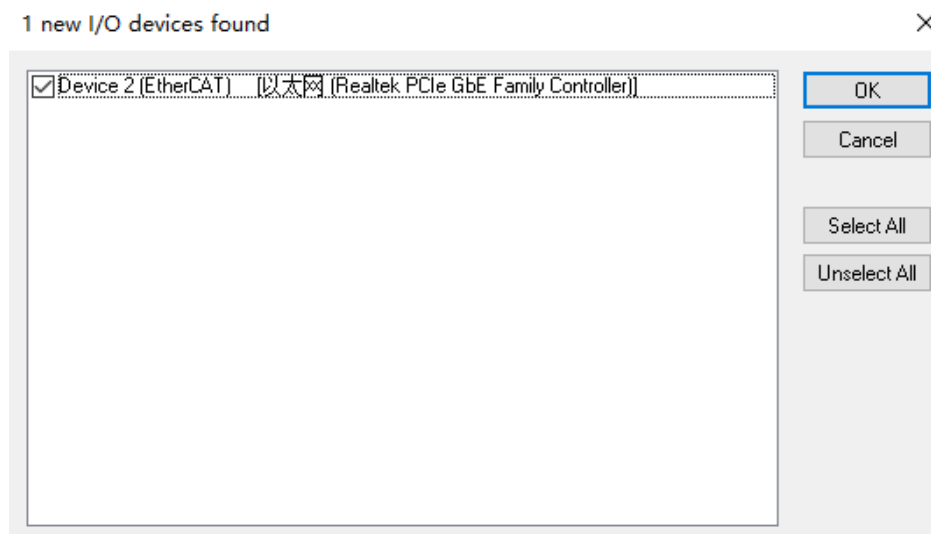 1 new I/O devices found
Device 2 (EtherCAT) [以太网 (Realtek PCIe GbE Family Controller)]
OK
Cancel
Select All
Unselect All